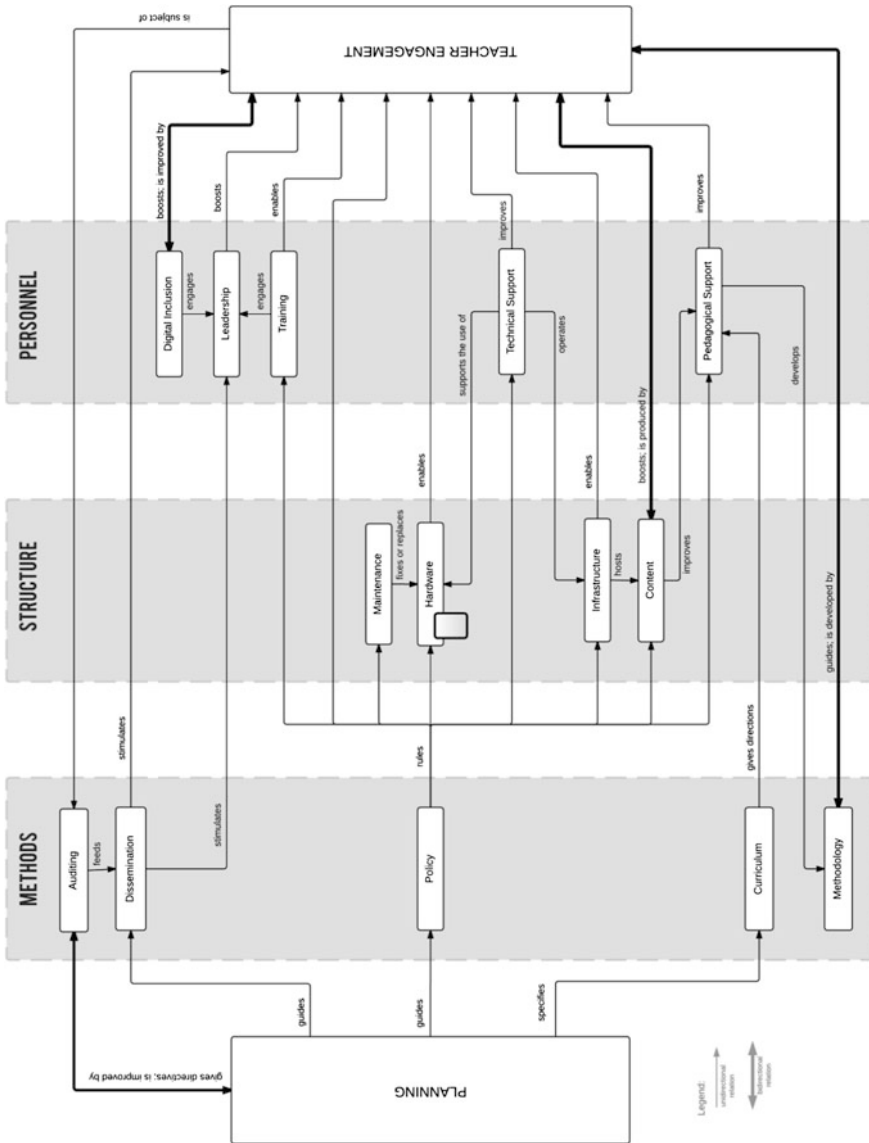 PLANNING
gives directives; is improved by
guides
guides
specifies
METHODS
Auditing
feeds
Dissemination
Policy
Curriculum
Methodology
stimulates
stimulates
rules
gives directions
guides; is developed by
STRUCTURE
Maintenance
fixes or replaces
Hardware
Infrastructure
hosts
Content
improves
enables
supports the use of
operates
enables
boosts; is produced by
develops
PERSONNEL
Digital Inclusion
engages
Leadership
engages
Training
Technical Support
Pedagogical Support
boosts; is improved by
boosts
enables
improves
improves
is subject of
TEACHER ENGAGEMENT
Legend:
unidirectional
relation
bidirectional
relation